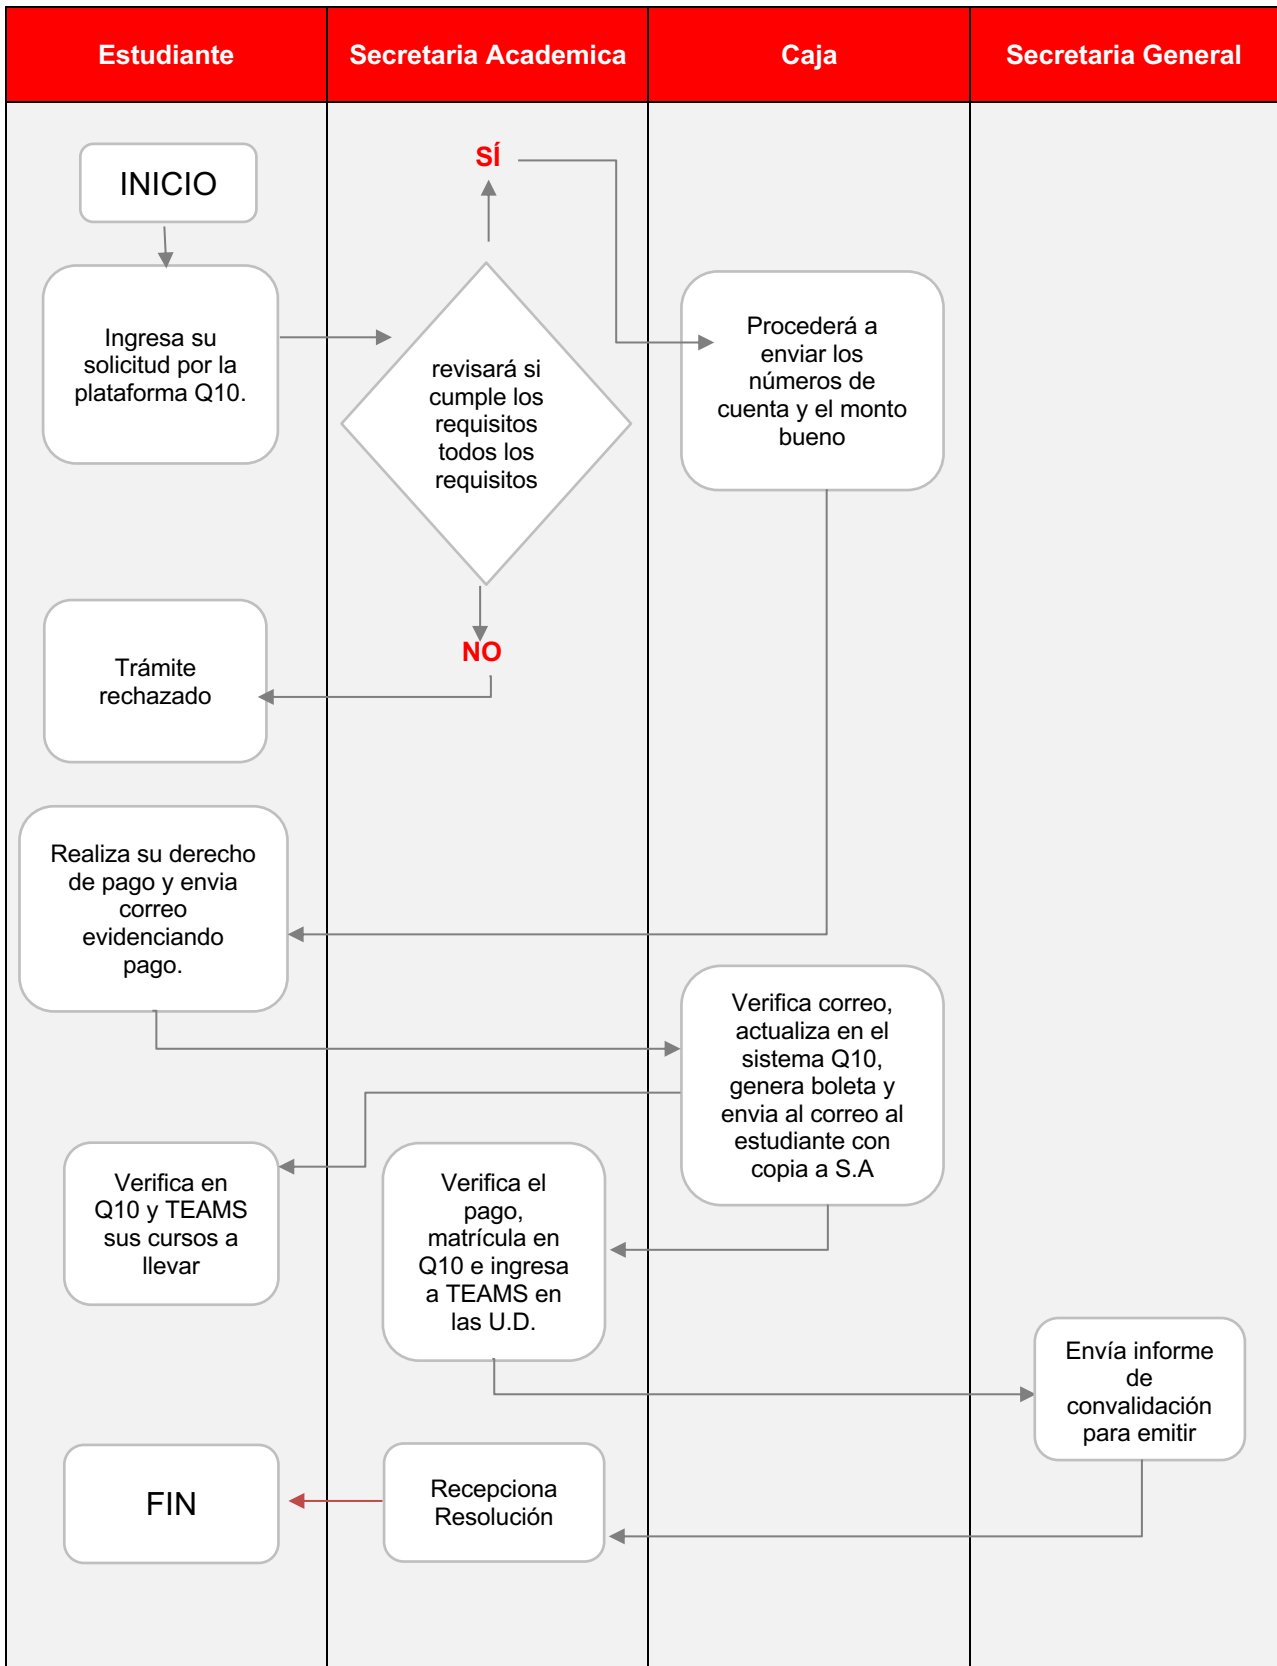 Estudiante
Secretaria Academica
Caja
Secretaria General
INICIO
SÍ
Ingresa su
solicitud por la
plataforma Q10.
revisará si
cumple los
requisitos
todos los
requisitos
Procederá a
enviar los
números de
cuenta y el monto
bueno
NO
Trámite
rechazado
Realiza su derecho
de pago y envia
correo
evidenciando
pago.
Verifica correo,
actualiza en el
sistema Q10,
genera boleta y
envia al correo al
estudiante con
copia a S.A
Verifica en
Q10 y TEAMS
sus cursos a
llevar
Verifica el
pago,
matrícula en
Q10 e ingresa
a TEAMS en
las U.D.
Envía informe
de
convalidación
para emitir
Recepciona
Resolución
FIN